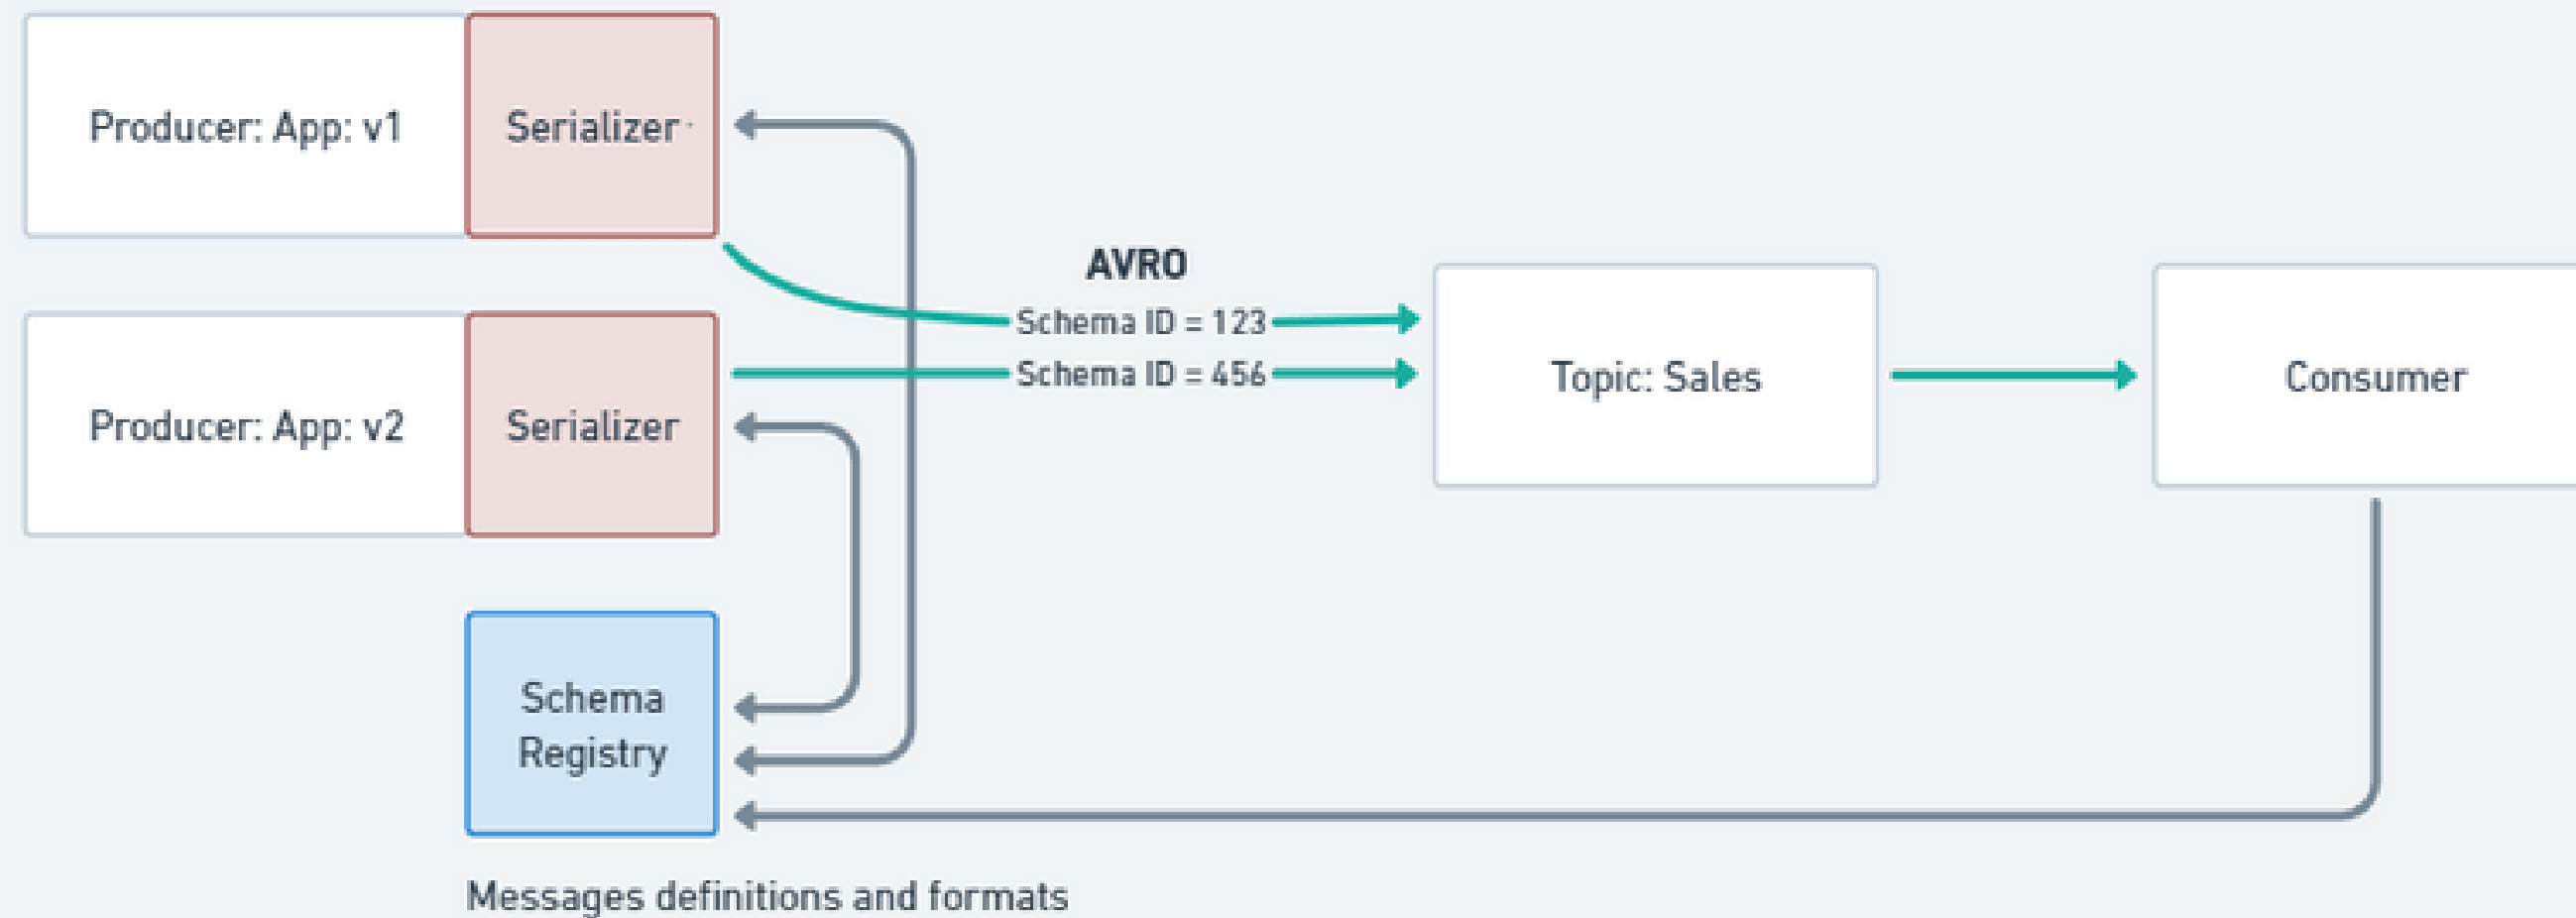 Producer: App: v1
Serializer
AVRO
Schema ID = 123
Schema ID = 456
Producer: App: v2
Serializer
Topic: Sales
Consumer
Schema
Registry
Messages definitions and formats